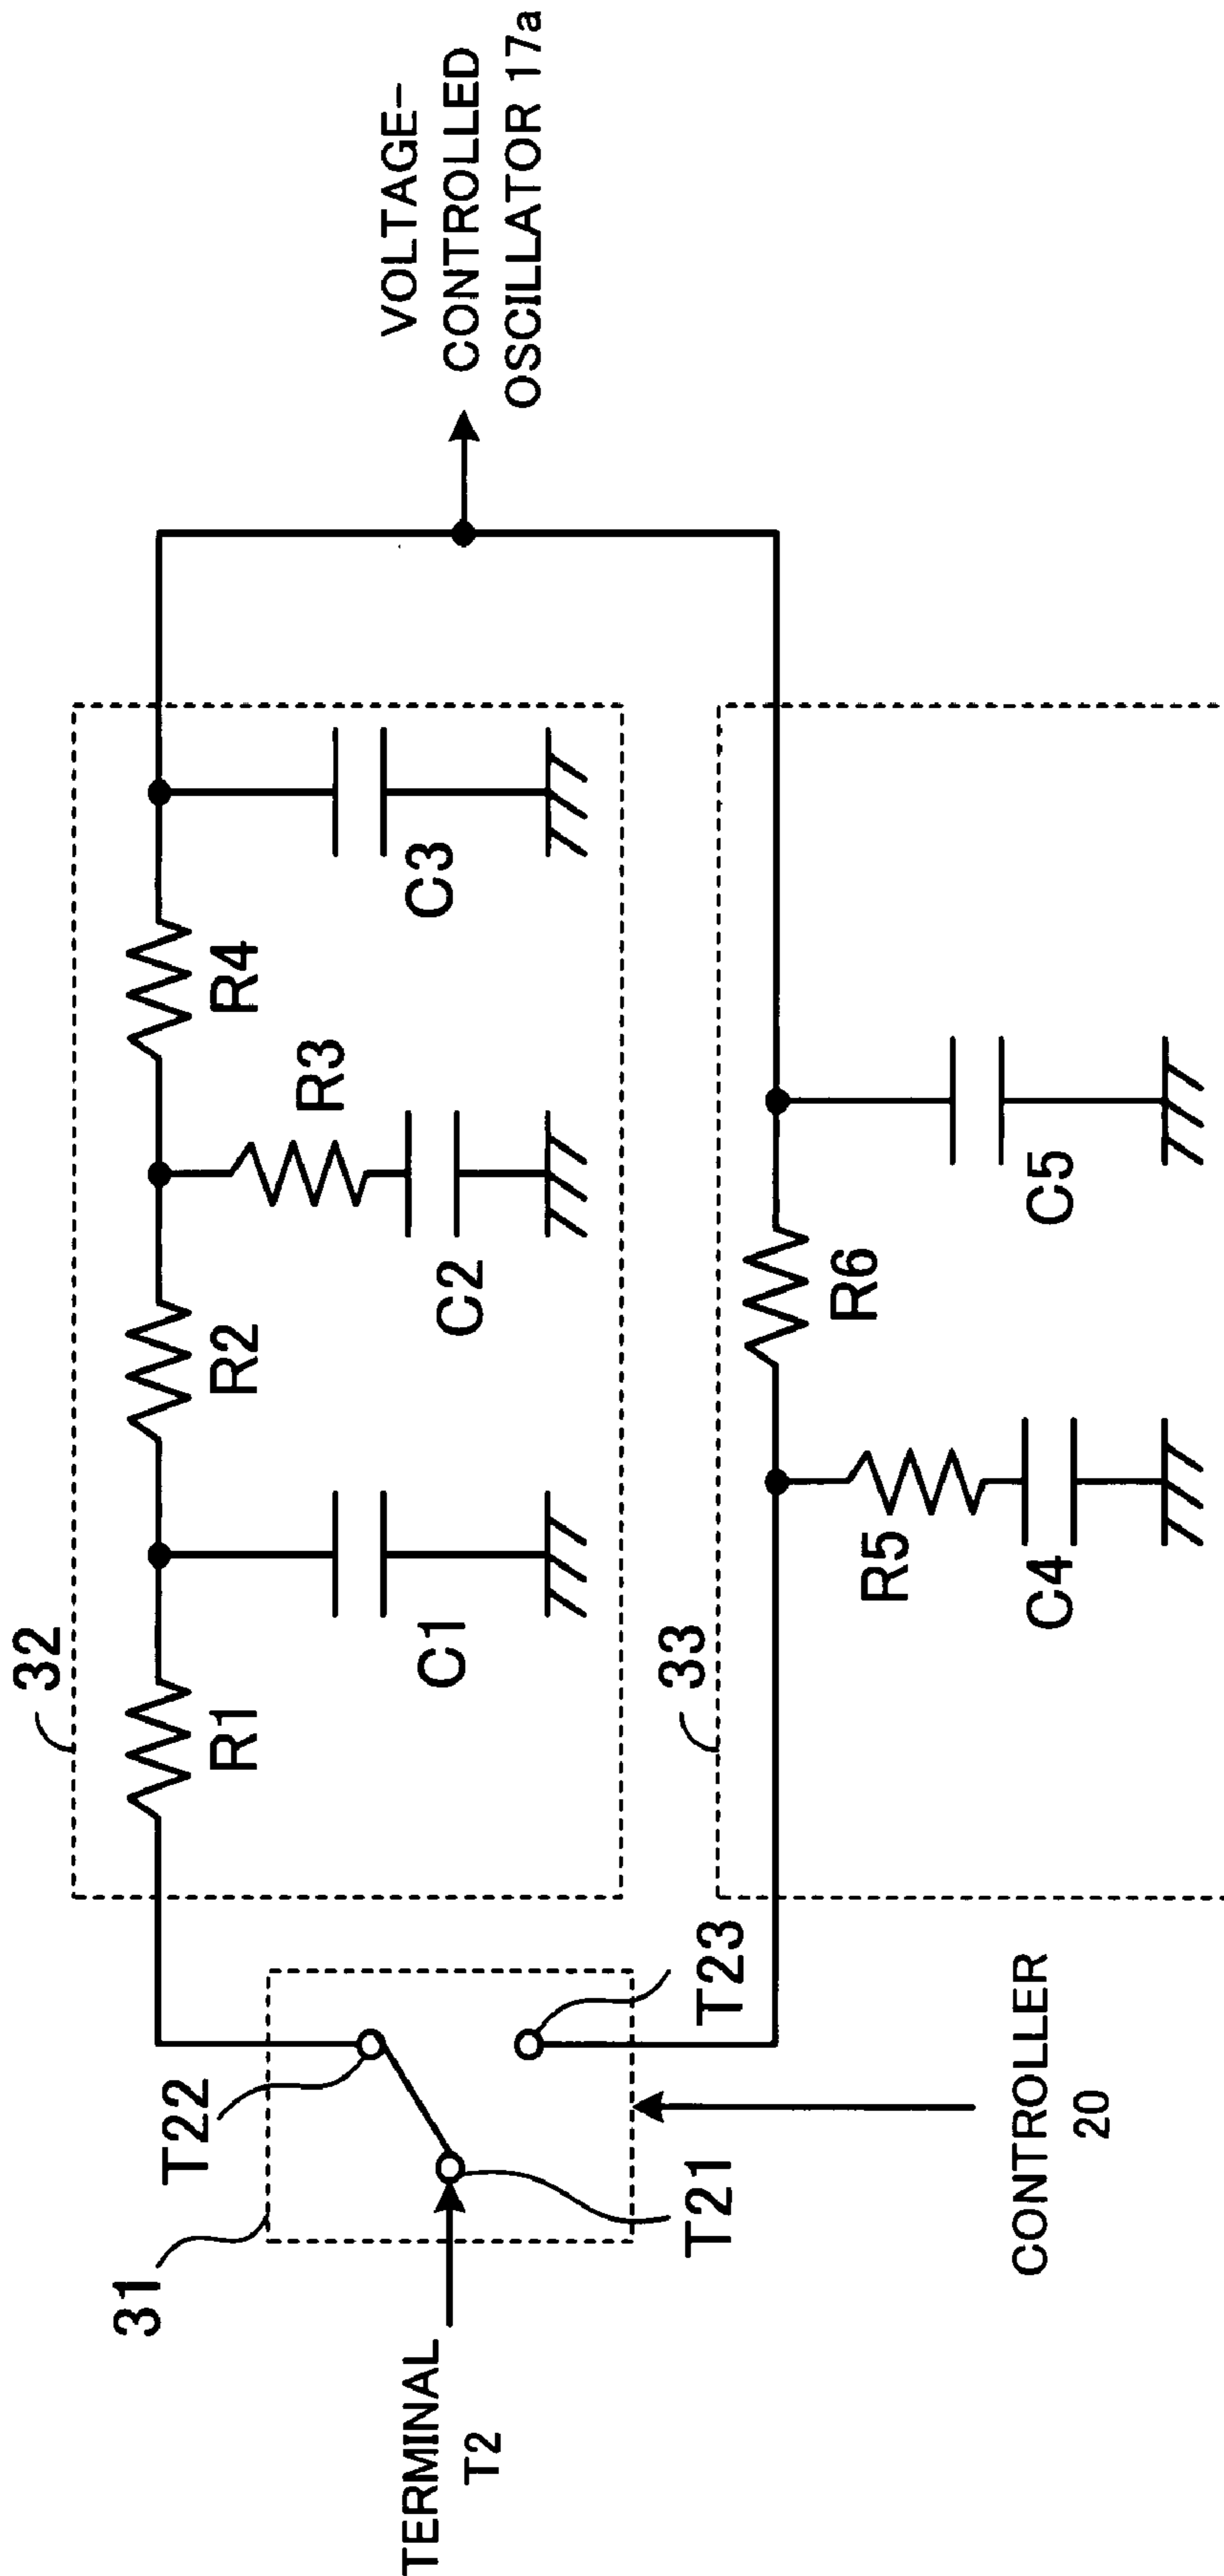 32
R1
R2
R4
R3
C1
C2
C3
VOLTAGE-
CONTROLLED
OSCILLATOR 17a
31
T22
T23
T21
TERMINAL
T2
33
R6
R5
C4
C5
CONTROLLER
20